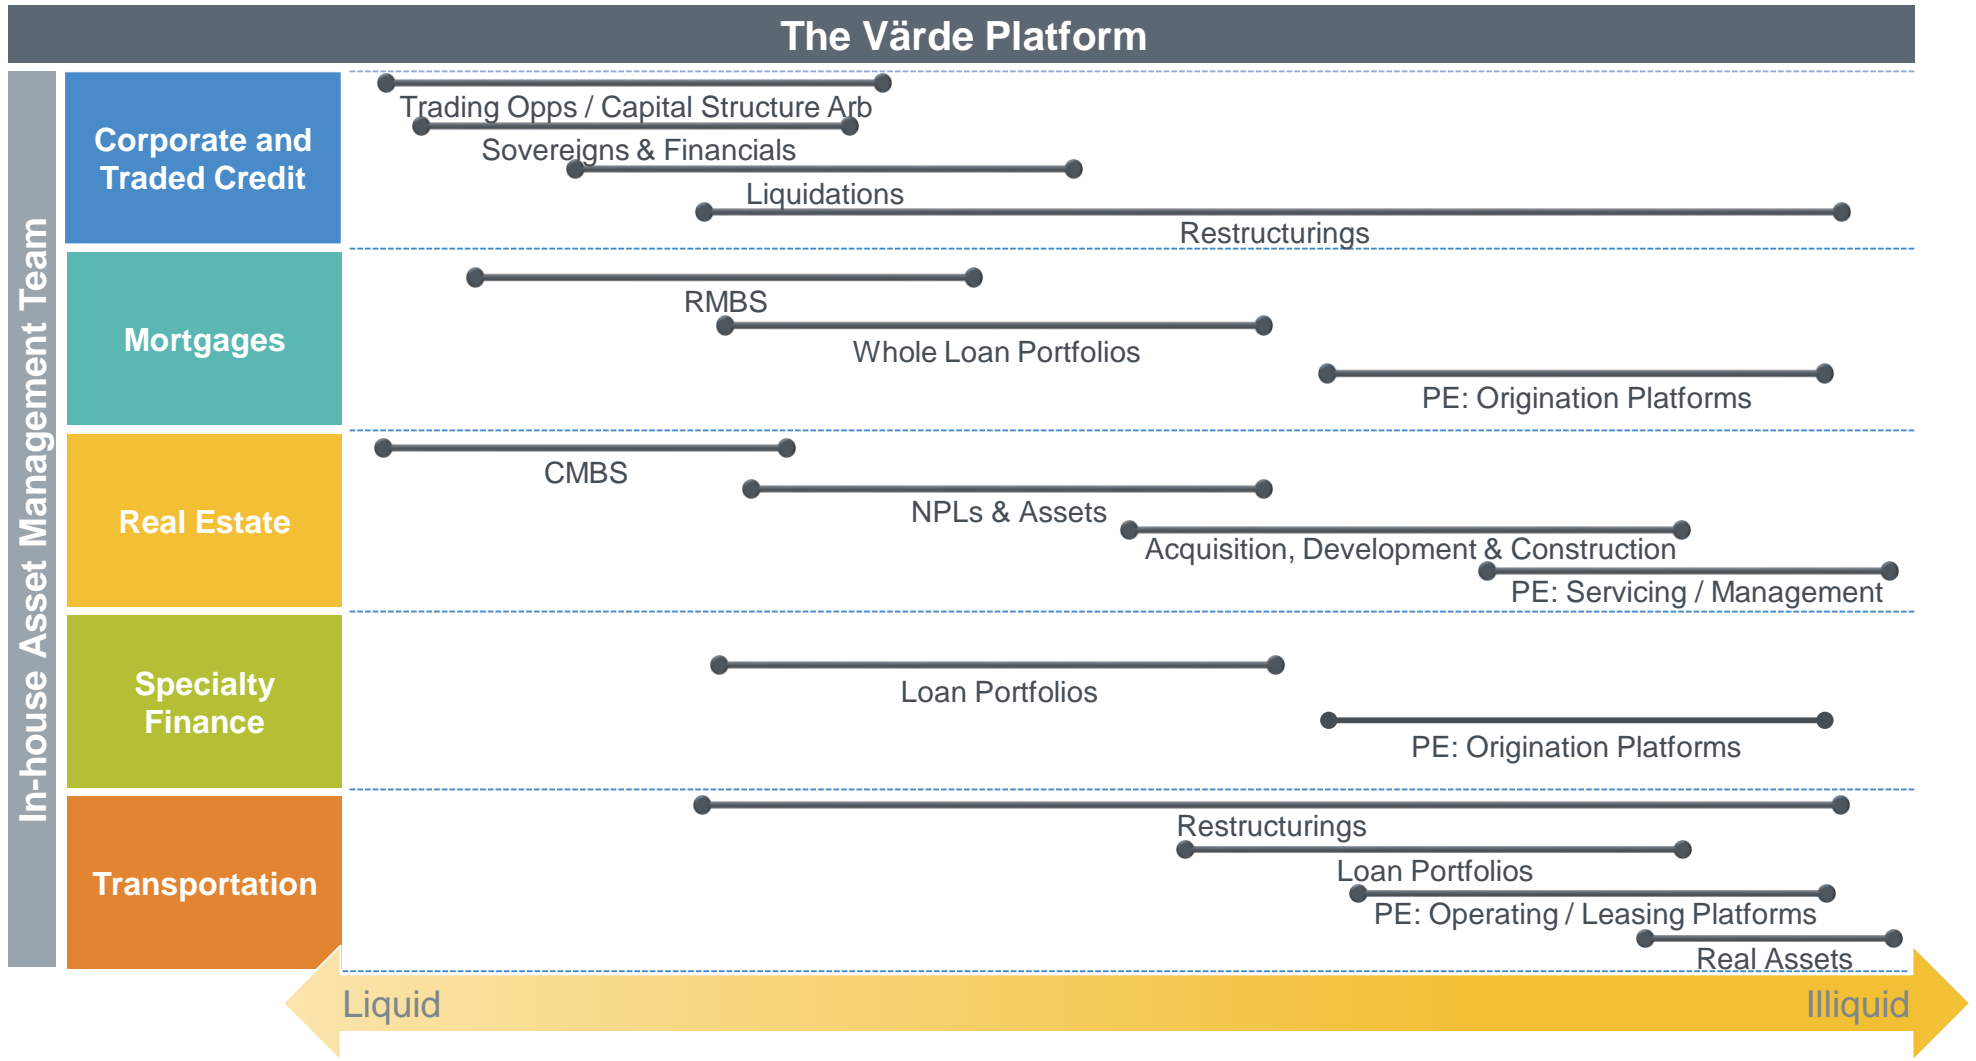 The Värde Platform
In-house Asset Management Team
Corporate and
Traded Credit
Trading Opps / Capital Structure Arb
Sovereigns & Financials
Liquidations
Restructurings
Mortgages
RMBS
Whole Loan Portfolios
PE: Origination Platforms
Real Estate
CMBS
NPLs & Assets
Acquisition, Development & Construction
PE: Servicing / Management
Specialty
Finance
Loan Portfolios
PE: Origination Platforms
Transportation
Restructurings
Loan Portfolios
PE: Operating / Leasing Platforms
Real Assets
Liquid
Illiquid